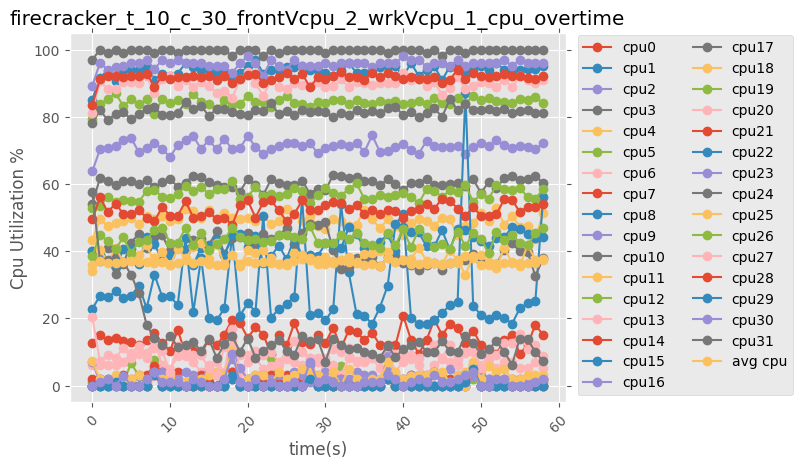 firecracker_t_10_c_30_frontVcpu_2_wrkVcpu_1_cpu_overtime
Cpu Utilization %
100
80
60
40
20
0
0
10
20
30
40
50
60
time(s)
cpu0
cpu1
cpu2
cpu3
cpu4
cpu5
cpu6
cpu7
cpu8
cpu9
cpu10
cpu11
cpu12
cpu13
cpu14
cpu15
cpu16
cpu17
cpu18
cpu19
cpu20
cpu21
cpu22
cpu23
cpu24
cpu25
cpu26
cpu27
cpu28
cpu29
cpu30
cpu31
avg cpu